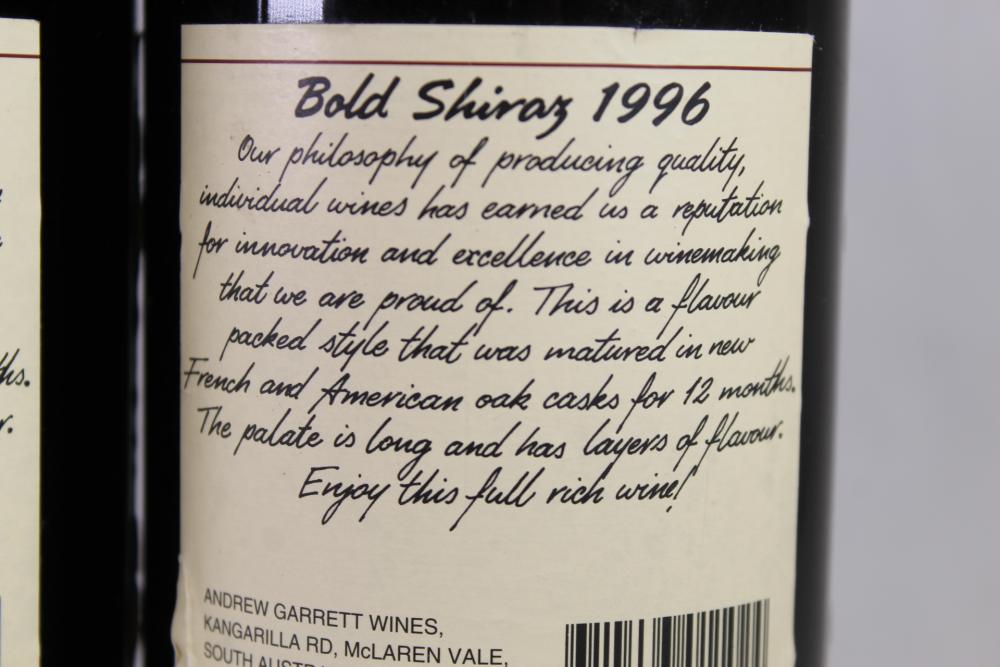 Bold Shiraz 1996
Our philosophy of producing quality,
individual wines has earned us a reputation
for innovation and excellence in winemaking
that we are proud of. This is a flavour
packed style that was matured in new
French and American oak casks for 12 months.
The palate is long and has layers of flavour.
Enjoy this full rich wine!
ANDREW GARRETT WINES,
KANGARILLA RD, McLAREN VALE,
SOUTH